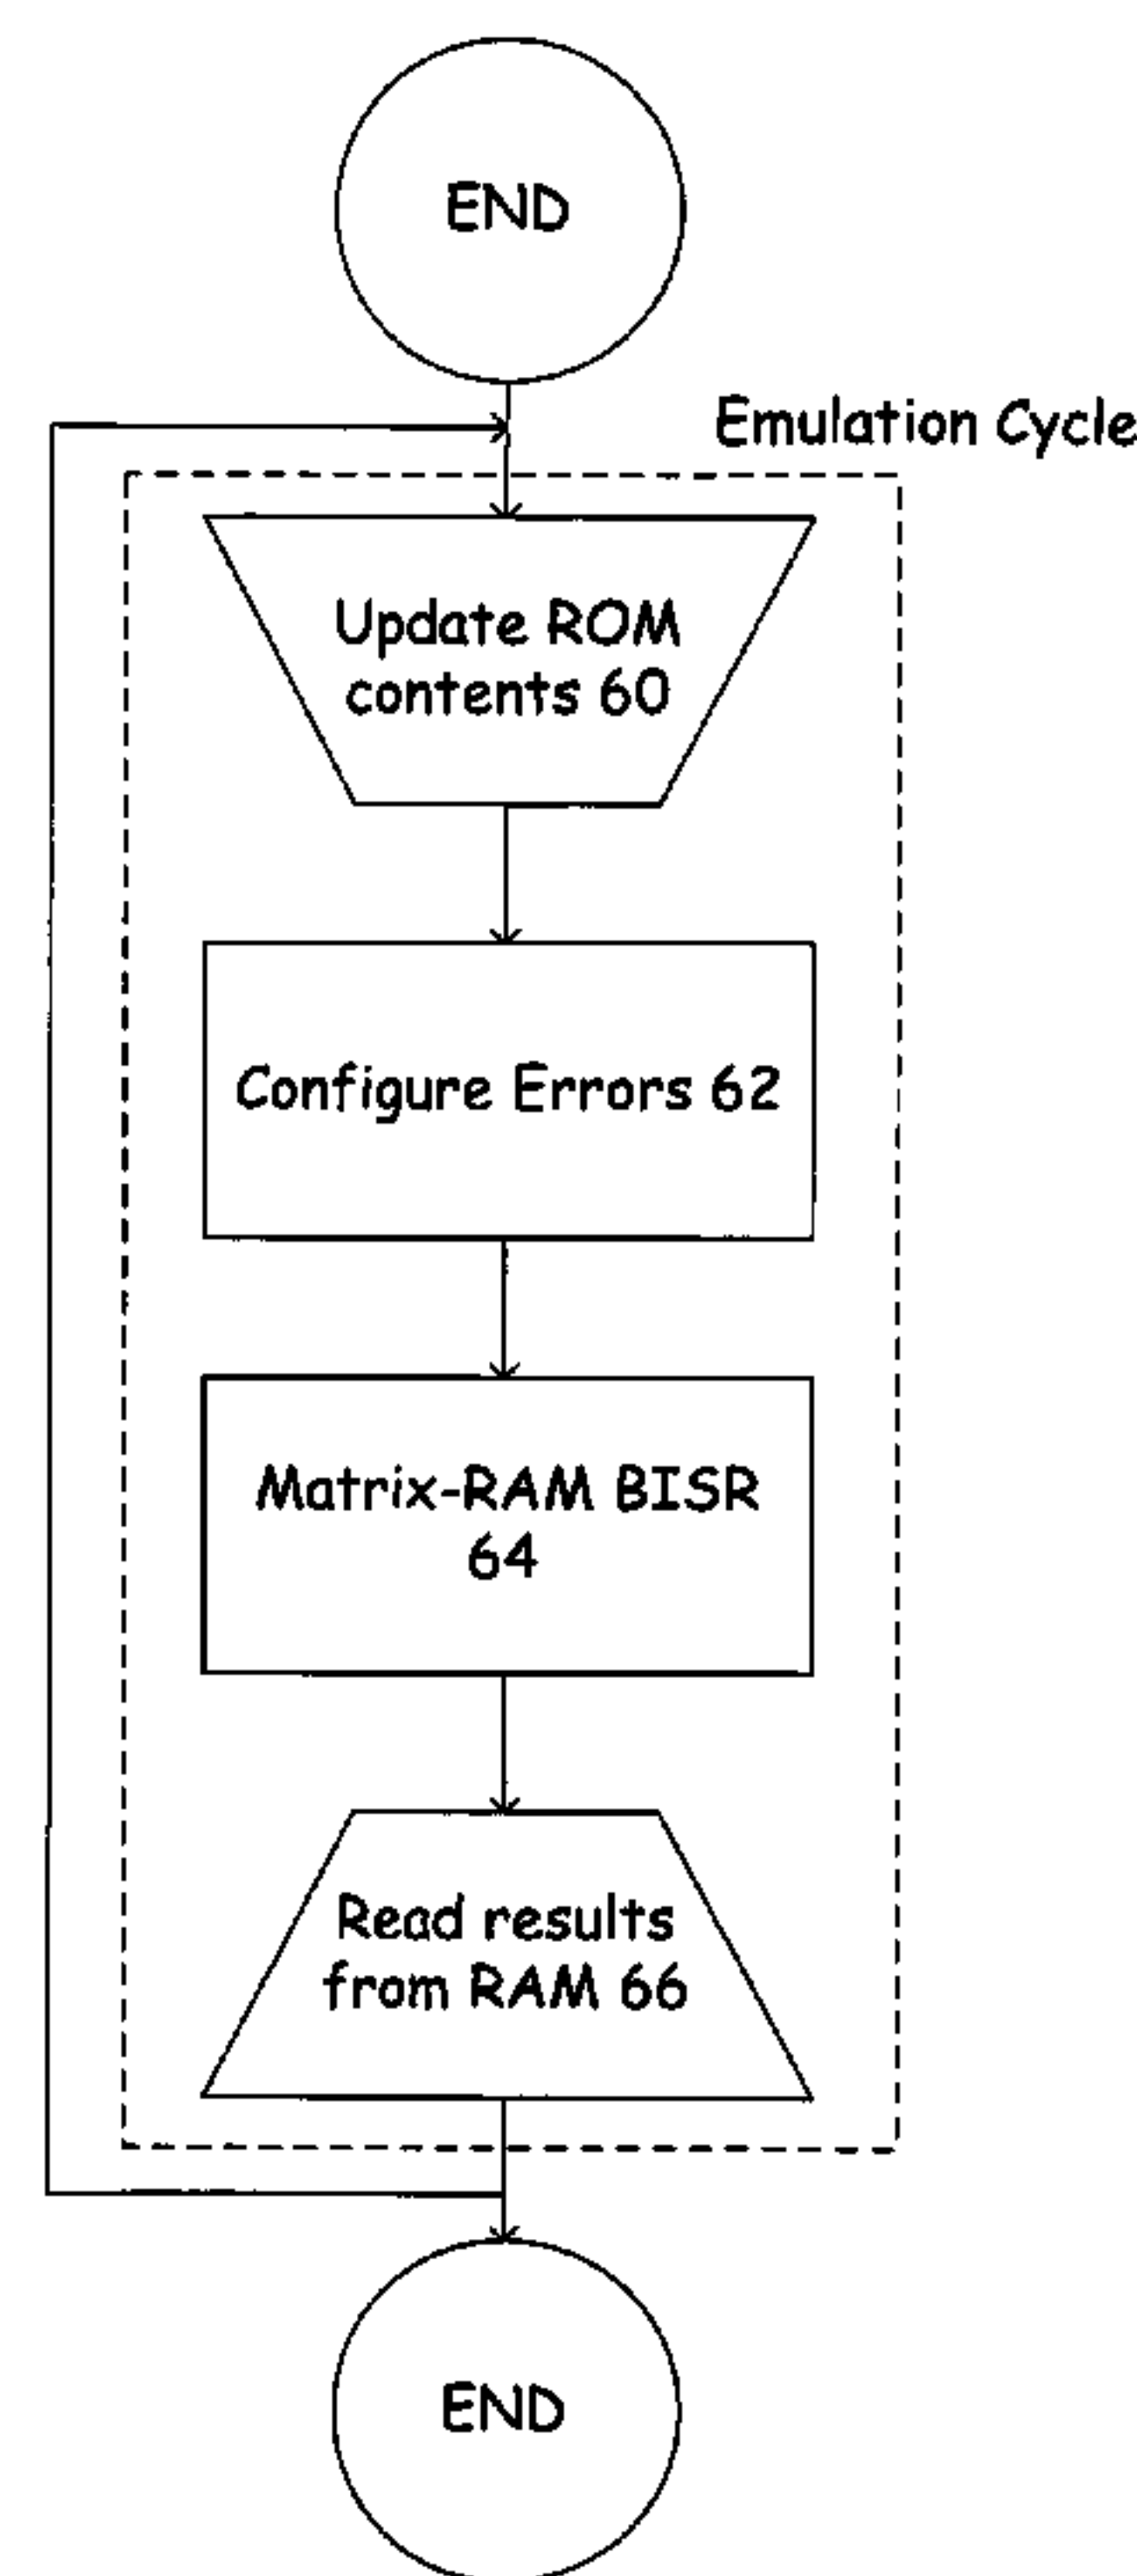 END
Emulation Cycle
Update ROM
contents 60
Configure Errors 62
Matrix-RAM BISR
64
Read results
from RAM 66
END